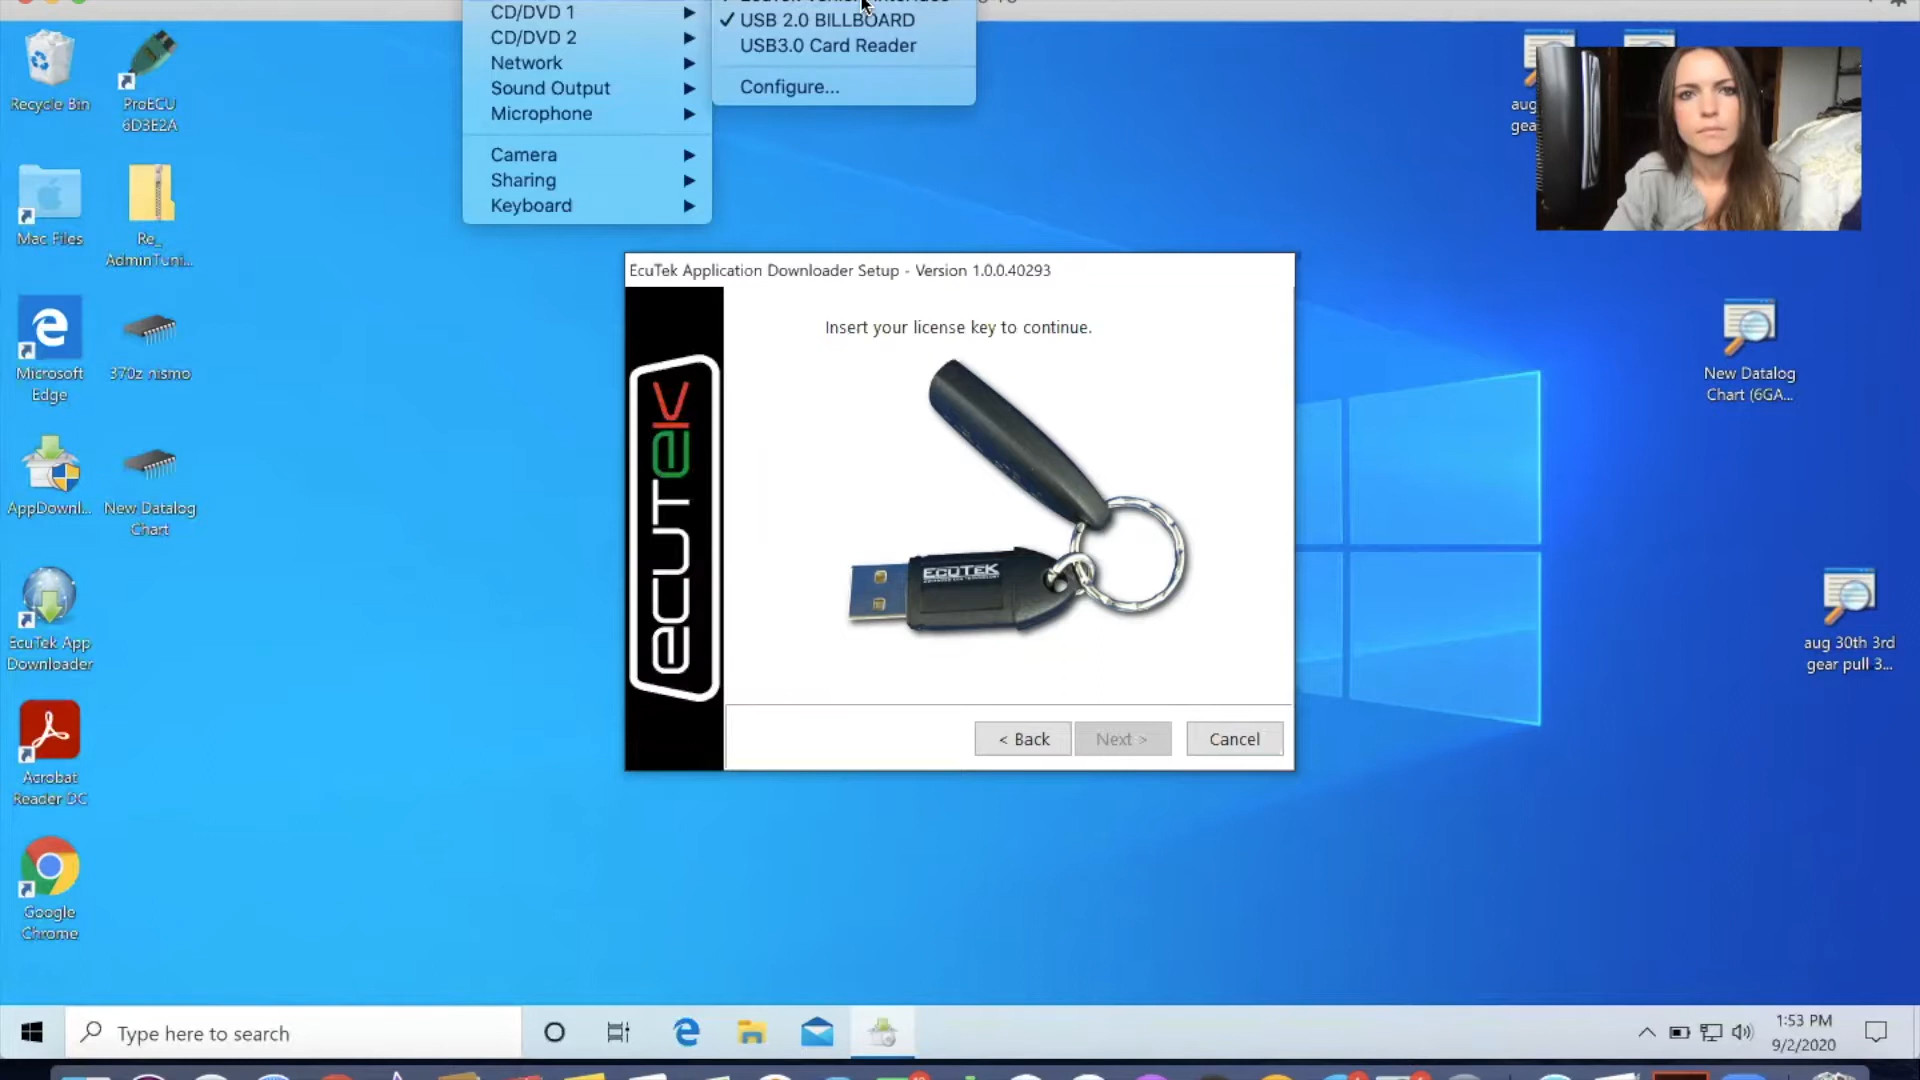 CD/DVD 1
CD/DVD 2
Network
Sound Output
Microphone
Camera
Sharing
Keyboard
✓ USB 2.0 BILLBOARD
USB3.0 Card Reader
Configure...
Recycle Bin
ProECU
6D3E2A
Mac Files
Re_
AdminTuni...
Microsoft
Edge
370z nismo
AppDownl...
New Datalog
Chart
EcuTek App
Downloader
Acrobat
Reader DC
Google
Chrome
EcuTek Application Downloader Setup - Version 1.0.0.40293
Insert your license key to continue.
ecuTek
ECUTEK
< Back
Next >
Cancel
aug
gea
New Datalog
Chart (6GA...
aug 30th 3rd
gear pull 3...
Type here to search
1:53 PM
9/2/2020